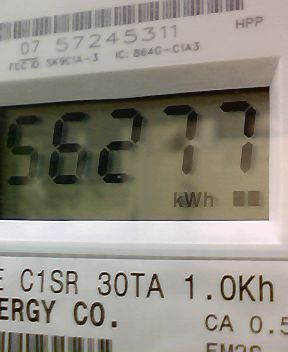 HPP
07 57245311
FCC ID: SK9C1A-3 IC: 864G-C1A3
56277
kWh
C1SR 30TA 1.0Kh
ERGY CO.
CA 0.5